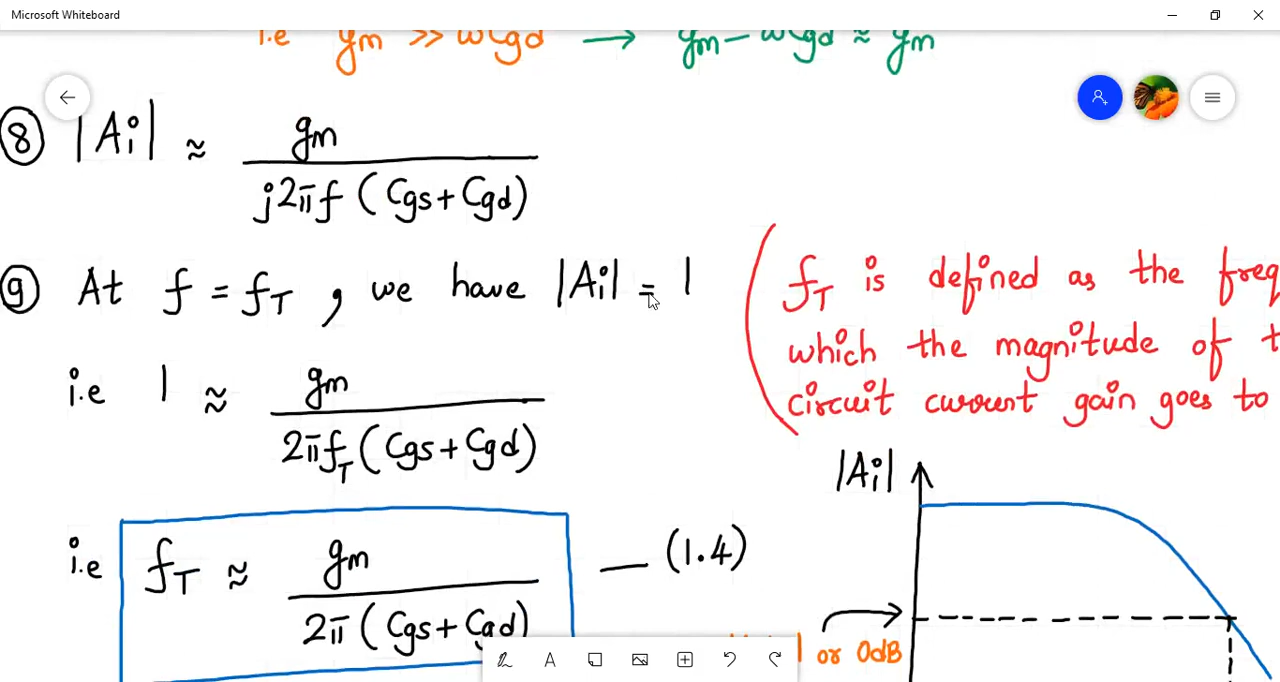 Microsoft Whiteboard
i.e gm >> ωCgd → gm − ωCgd ≈ gm
⑧ |Ai| ≈ gm / j2πf (Cgs + Cgd)
⑨ At f = fT , we have |Ai| = 1
i.e 1 ≈ gm / 2πfT (Cgs + Cgd)
i.e fT ≈ gm / 2π (Cgs + Cgd) — (1.4)
fT is defined as the freq
which the magnitude of t
circuit current gain goes to
|Ai|
or 0dB